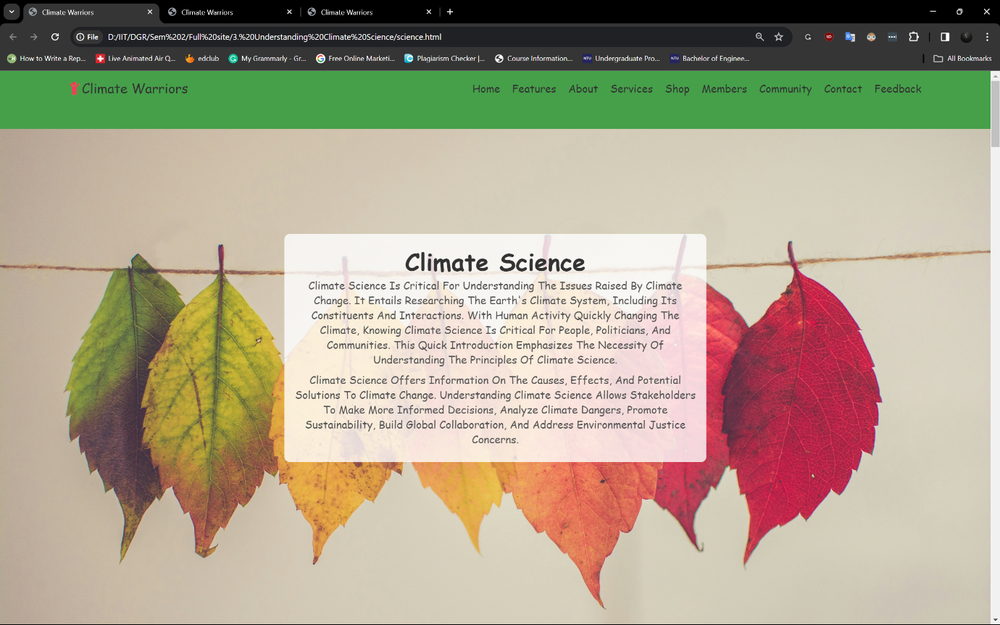 Climate Warriors
Climate Warriors
Climate Warriors
File
D:/IIT/DGR/Sem%202/Full%20site/3.%20Understanding%20Climate%20Science/science.html
How to Write a Rep...
Live Animated Air Q...
edclub
My Grammarly - Gr...
Free Online Marketi...
Plagiarism Checker |...
Course Information...
NTU Undergraduate Pro...
NTU Bachelor of Enginee...
All Bookmarks
Climate Warriors
Home Features About Services Shop Members Community Contact Feedback
Climate Science
Climate Science Is Critical For Understanding The Issues Raised By Climate
Change. It Entails Researching The Earth's Climate System, Including Its
Constituents And Interactions. With Human Activity Quickly Changing The
Climate, Knowing Climate Science Is Critical For People, Politicians, And
Communities. This Quick Introduction Emphasizes The Necessity Of
Understanding The Principles Of Climate Science.
Climate Science Offers Information On The Causes, Effects, And Potential
Solutions To Climate Change. Understanding Climate Science Allows Stakeholders
To Make More Informed Decisions, Analyze Climate Dangers, Promote
Sustainability, Build Global Collaboration, And Address Environmental Justice
Concerns.